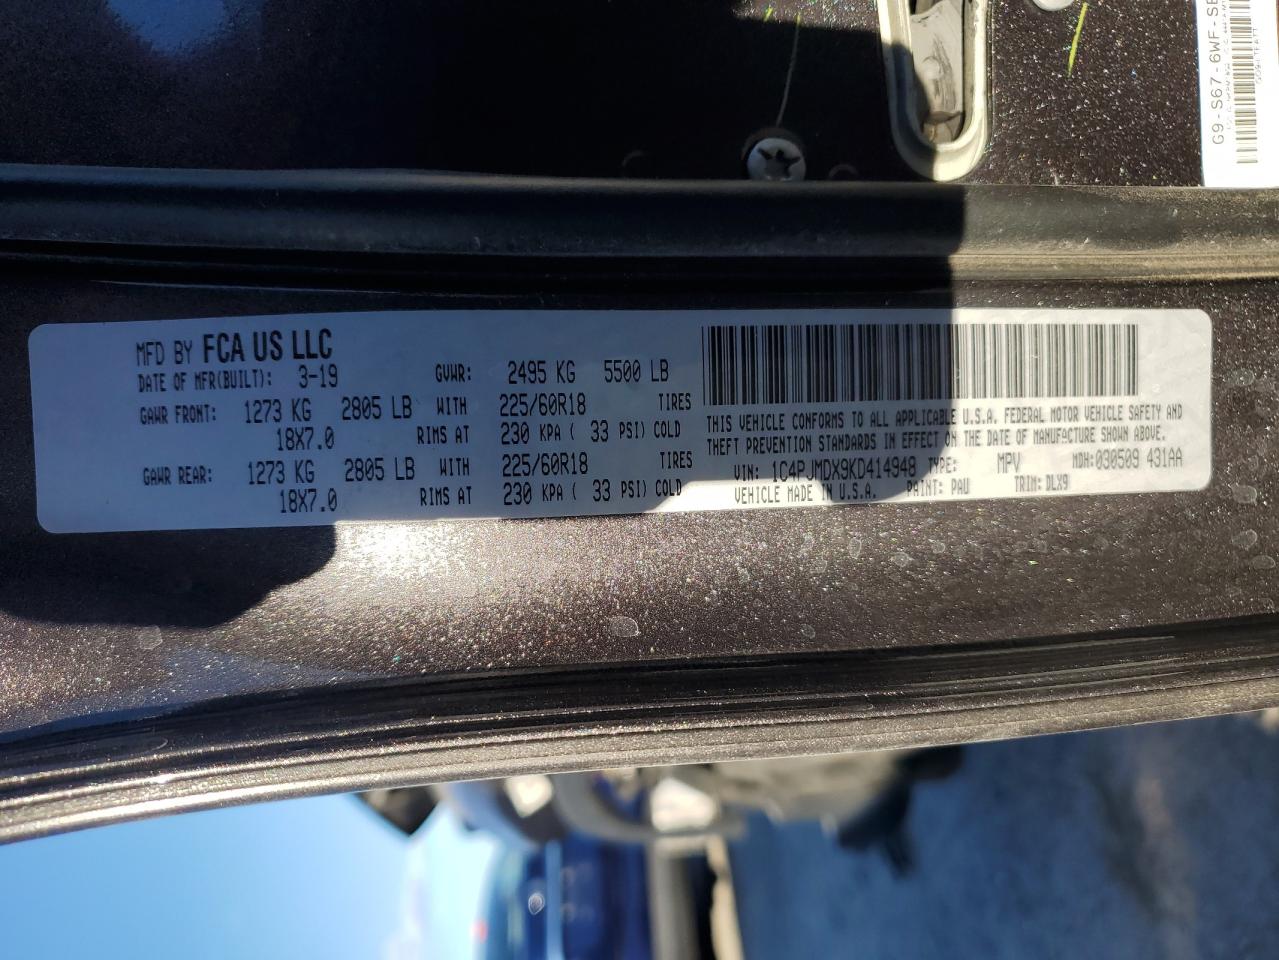 G9-S67-6WF-SE
MFD BY FCA US LLC
DATE OF MFR(BUILT): 3-19 GVWR: 2495 KG 5500 LB
GAWR FRONT: 1273 KG 2805 LB WITH 225/60R18 TIRES
18X7.0 RIMS AT 230 KPA ( 33 PSI) COLD
GAWR REAR: 1273 KG 2805 LB WITH 225/60R18 TIRES
18X7.0 RIMS AT 230 KPA ( 33 PSI) COLD
THIS VEHICLE CONFORMS TO ALL APPLICABLE U.S.A. FEDERAL MOTOR VEHICLE SAFETY AND
THEFT PREVENTION STANDARDS IN EFFECT ON THE DATE OF MANUFACTURE SHOWN ABOVE.
VIN: 1C4PJMDX9KD414948 TYPE: MPV MDH: 030509 431AA
VEHICLE MADE IN U.S.A. PAINT: PAU TRIM: DLX9